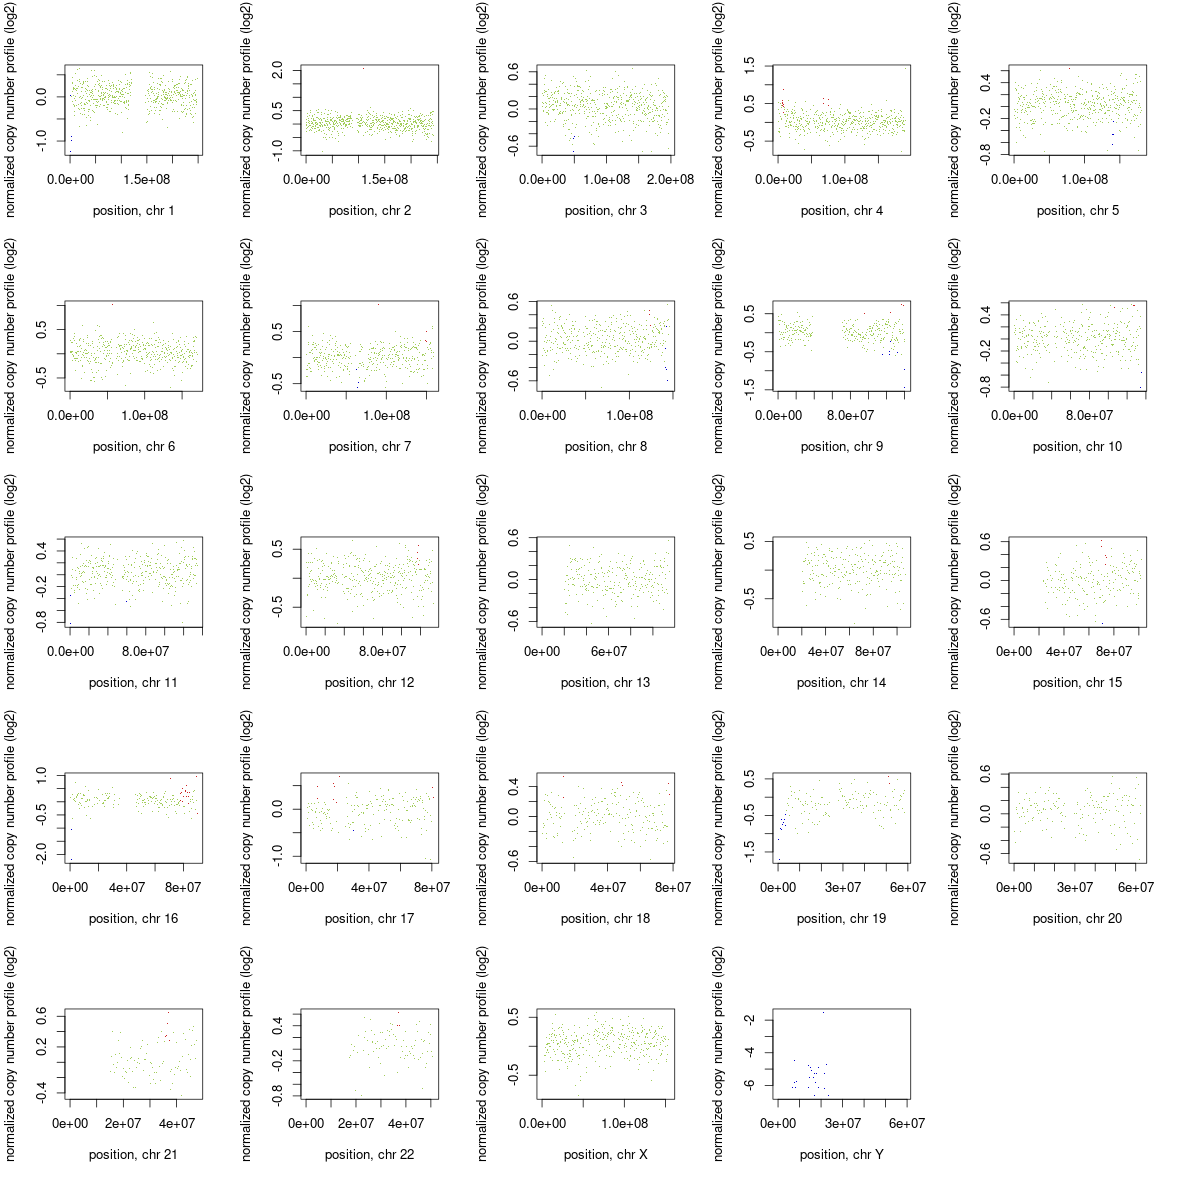 normalized copy number profile (log2)
-1.0 0.0
0.0e+00 1.5e+08
position, chr 1
normalized copy number profile (log2)
-1.0 0.5 2.0
0.0e+00 1.5e+08
position, chr 2
normalized copy number profile (log2)
-0.6 0.0 0.6
0.0e+00 1.0e+08 2.0e+08
position, chr 3
normalized copy number profile (log2)
-0.5 0.5 1.5
0.0e+00 1.0e+08
position, chr 4
normalized copy number profile (log2)
-0.8 -0.2 0.4
0.0e+00 1.0e+08
position, chr 5
normalized copy number profile (log2)
-0.5 0.5
0.0e+00 1.0e+08
position, chr 6
normalized copy number profile (log2)
-0.5 0.5
0.0e+00 1.0e+08
position, chr 7
normalized copy number profile (log2)
-0.6 0.0 0.6
0.0e+00 1.0e+08
position, chr 8
normalized copy number profile (log2)
-1.5 -0.5 0.5
0.0e+00 8.0e+07
position, chr 9
normalized copy number profile (log2)
-0.8 -0.2 0.4
0.0e+00 8.0e+07
position, chr 10
normalized copy number profile (log2)
-0.8 -0.2 0.4
0.0e+00 8.0e+07
position, chr 11
normalized copy number profile (log2)
-0.5 0.5
0.0e+00 8.0e+07
position, chr 12
normalized copy number profile (log2)
-0.6 0.0 0.6
0e+00 6e+07
position, chr 13
normalized copy number profile (log2)
-0.5 0.5
0e+00 4e+07 8e+07
position, chr 14
normalized copy number profile (log2)
-0.6 0.0 0.6
0e+00 4e+07 8e+07
position, chr 15
normalized copy number profile (log2)
-2.0 -0.5 1.0
0e+00 4e+07 8e+07
position, chr 16
normalized copy number profile (log2)
-1.0 0.0
0e+00 4e+07 8e+07
position, chr 17
normalized copy number profile (log2)
-0.6 0.0 0.4
0e+00 4e+07 8e+07
position, chr 18
normalized copy number profile (log2)
-1.5 -0.5 0.5
0e+00 3e+07 6e+07
position, chr 19
normalized copy number profile (log2)
-0.6 0.0 0.6
0e+00 3e+07 6e+07
position, chr 20
normalized copy number profile (log2)
-0.4 0.2 0.6
0e+00 2e+07 4e+07
position, chr 21
normalized copy number profile (log2)
-0.8 -0.2 0.4
0e+00 2e+07 4e+07
position, chr 22
normalized copy number profile (log2)
-0.5 0.5
0.0e+00 1.0e+08
position, chr X
normalized copy number profile (log2)
-6 -4 -2
0e+00 3e+07 6e+07
position, chr Y